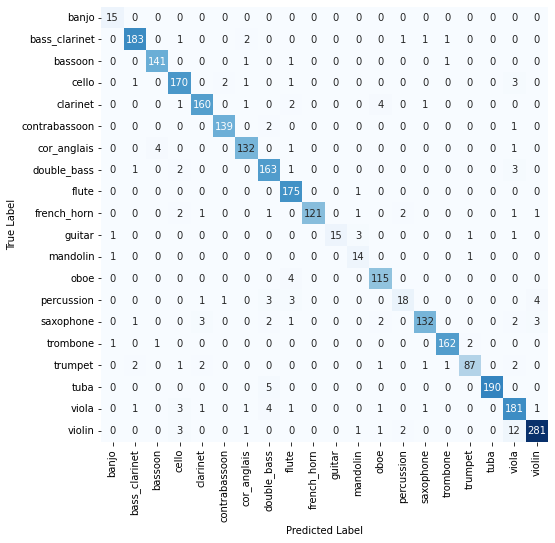 banjo 15 0 0 0 0 0 0 0 0 0 0 0 0 0 0 0 0 0 0 0
bass_clarinet 0 183 0 1 0 0 2 0 0 0 0 0 0 1 1 1 0 0 0 0
bassoon 0 0 141 0 0 0 1 0 1 0 0 0 0 0 0 1 0 0 0 0
cello 0 1 0 170 0 2 1 0 1 0 0 0 0 0 0 0 0 0 3 0
clarinet 0 0 0 1 160 0 1 0 2 0 0 0 4 0 1 0 0 0 0 0
contrabassoon 0 0 0 0 0 139 0 2 0 0 0 0 0 0 0 0 0 0 1 0
cor_anglais 0 0 4 0 0 0 132 0 1 0 0 0 0 0 0 0 0 0 1 0
double_bass 0 1 0 2 0 0 0 163 1 0 0 0 0 0 0 0 0 0 3 0
flute 0 0 0 0 0 0 0 0 175 0 0 1 0 0 0 0 0 0 0 0
french_horn 0 0 0 2 1 0 0 1 0 121 0 1 0 2 0 0 0 0 1 1
guitar 1 0 0 0 0 0 0 0 0 0 15 3 0 0 0 1 0 0 1 0
mandolin 1 0 0 0 0 0 0 0 0 0 0 14 0 0 0 0 1 0 0 0
oboe 0 0 0 0 0 0 0 0 4 0 0 0 115 0 0 0 0 0 0 0
percussion 0 0 0 0 1 1 0 3 3 0 0 0 0 18 0 0 0 0 0 4
saxophone 0 1 0 0 3 0 0 2 1 0 0 0 2 0 132 0 0 0 2 3
trombone 1 0 1 0 0 0 0 0 0 0 0 0 0 0 0 162 2 0 0 0
trumpet 0 2 0 1 2 0 0 0 0 0 0 0 1 0 1 1 87 0 2 0
tuba 0 0 0 0 0 0 0 5 0 0 0 0 0 0 0 0 0 190 0 0
viola 0 1 0 3 1 0 1 4 1 0 0 0 1 0 1 0 0 0 181 1
violin 0 0 0 3 0 0 1 0 0 0 0 1 1 2 0 0 0 0 12 281
True Label
banjo
bass_clarinet
bassoon
cello
clarinet
contrabassoon
cor_anglais
double_bass
flute
french_horn
guitar
mandolin
oboe
percussion
saxophone
trombone
trumpet
tuba
viola
violin
Predicted Label